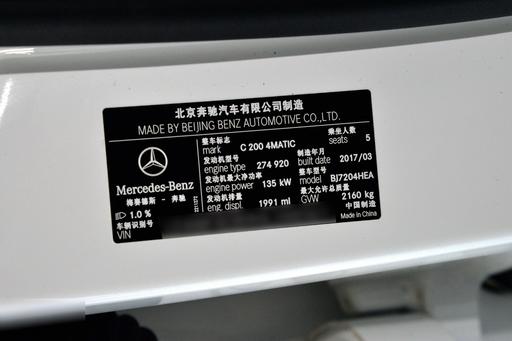 北京奔驰汽车有限公司制造
MADE BY BEIJING BENZ AUTOMOTIVE CO.,LTD.
整车标志
mark C 200 4MATIC
乘坐人数
seats 5
发动机型号
engine type 274 920
制造年月
built date 2017/03
发动机最大净功率
engine power 135 kW
整车型号
model BJ7204HEA
发动机排量
eng. displ. 1991 ml
最大允许总质量
GVW 2160 kg
Mercedes-Benz
梅赛德斯 - 奔驰
1.0 %
车辆识别号
VIN
中国制造
Made in China